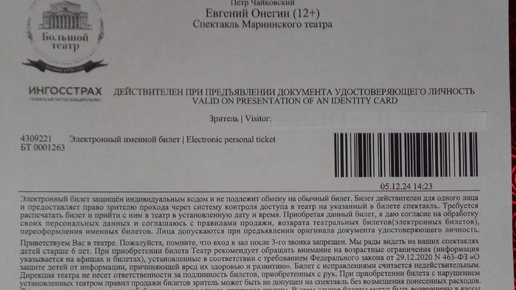 Петр Чайковский
Евгений Онегин (12+)
Спектакль Мариинского театра
Большой
театр
ИНГОССТРАХ
ДЕЙСТВИТЕЛЕН ПРИ ПРЕДЪЯВЛЕНИИ ДОКУМЕНТА УДОСТОВЕРЯЮЩЕГО ЛИЧНОСТЬ
VALID ON PRESENTATION OF AN IDENTITY CARD
Зритель | Visitor:
4309221 Электронный именной билет | Electronic personal ticket
БТ 0001263
05.12.24 14:23
Электронный билет защищён индивидуальным кодом и не подлежит обмену на обычный билет. Билет действителен для одного лица
и предоставляет право зрителю прохода через систему контроля доступа в театр на указанный в билете спектакль. Требуется
распечатать билет и прийти с ним в театр в установленную дату и время. Приобретая данный билет, я даю согласие на обработку
своих персональных данных и соглашаюсь с правилами продажи, возврата театральных билетов(электронных билетов),
переоформления именных билетов. Лица допускаются при предъявлении оригинала документа удостоверяющего личность.
Приветствуем Вас в театре. Пожалуйста, помните, что вход в зал после 3-го звонка запрещен. Мы рады видеть на наших спектаклях
детей старше 5 лет. При приобретении билета Театр рекомендует обращать внимание на возрастные ограничения (информация
указывается в на афишах и билетах), установленные в соответствии с требованием Федерального закона от 29.12.2020 N 463-ФЗ «О
защите детей от информации, причиняющей вред их здоровью и развитию». Билет с исправлениями считается недействительным.
Дирекция театра не несет ответственности за подлинность билетов, приобретенных с рук. При приобретении билета с нарушением
установленных театром правил продажи билетов зритель может быть не допущен на спектакль без возмещения понесенных расходов.